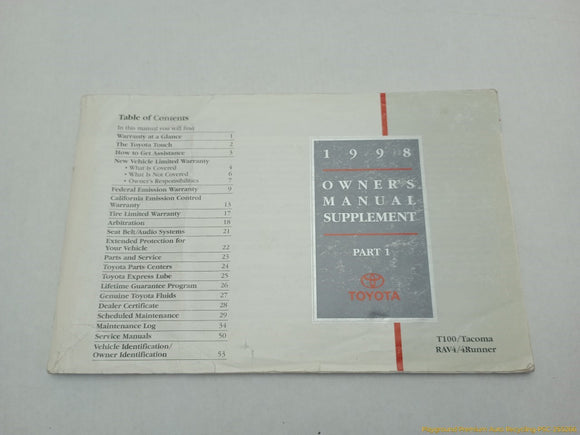 Table of Contents
In this manual you will find
Warranty at a Glance 1
The Toyota Touch 2
How to Get Assistance 3
New Vehicle Limited Warranty
• What Is Covered 4
• What Is Not Covered 6
• Owner's Responsibilities 7
Federal Emission Warranty 9
California Emission Control
Warranty 13
Tire Limited Warranty 17
Arbitration 18
Seat Belt/Audio Systems 21
Extended Protection for
Your Vehicle 22
Parts and Service 23
Toyota Parts Centers 24
Toyota Express Lube 25
Lifetime Guarantee Program 26
Genuine Toyota Fluids 27
Dealer Certificate 28
Scheduled Maintenance 29
Maintenance Log 34
Service Manuals 50
Vehicle Identification/
Owner Identification 53
1998
OWNER'S
MANUAL
SUPPLEMENT
PART 1
TOYOTA
T100/Tacoma
RAV4/4Runner